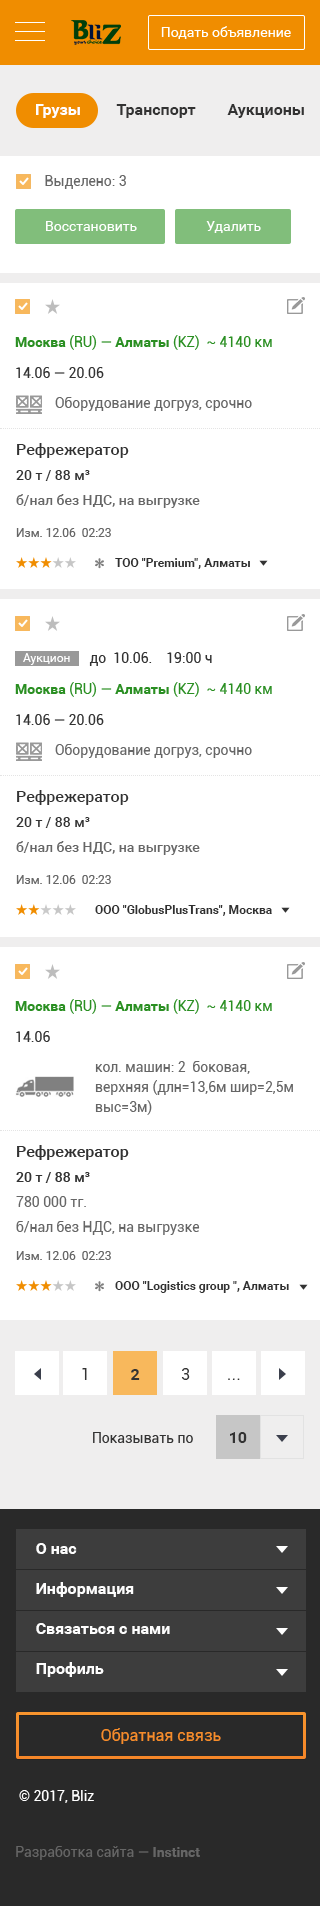 Bliz
your choice
Подать объявление
Грузы Транспорт Аукционы
Выделено: 3
Восстановить Удалить
Москва (RU) — Алматы (KZ) ~ 4140 км
14.06 — 20.06
Оборудование догруз, срочно
Рефрежератор
20 т / 88 м³
б/нал без НДС, на выгрузке
Изм. 12.06 02:23
ТОО "Premium", Алматы
Аукцион до 10.06. 19:00 ч
Москва (RU) — Алматы (KZ) ~ 4140 км
14.06 — 20.06
Оборудование догруз, срочно
Рефрежератор
20 т / 88 м³
б/нал без НДС, на выгрузке
Изм. 12.06 02:23
ООО "GlobusPlusTrans", Москва
Москва (RU) — Алматы (KZ) ~ 4140 км
14.06
кол. машин: 2 боковая,
верхняя (длн=13,6м шир=2,5м
выс=3м)
Рефрежератор
20 т / 88 м³
780 000 тг.
б/нал без НДС, на выгрузке
Изм. 12.06 02:23
ООО "Logistics group ", Алматы
1 2 3 ...
Показывать по 10
О нас
Информация
Связаться с нами
Профиль
Обратная связь
© 2017, Bliz
Разработка сайта — Instinct